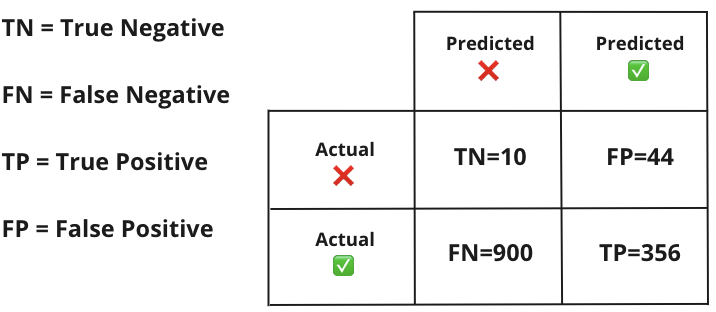 TN = True Negative
FN = False Negative
TP = True Positive
FP = False Positive
Predicted Predicted
❌ ✅
Actual
❌
TN=10 FP=44
Actual
✅
FN=900 TP=356